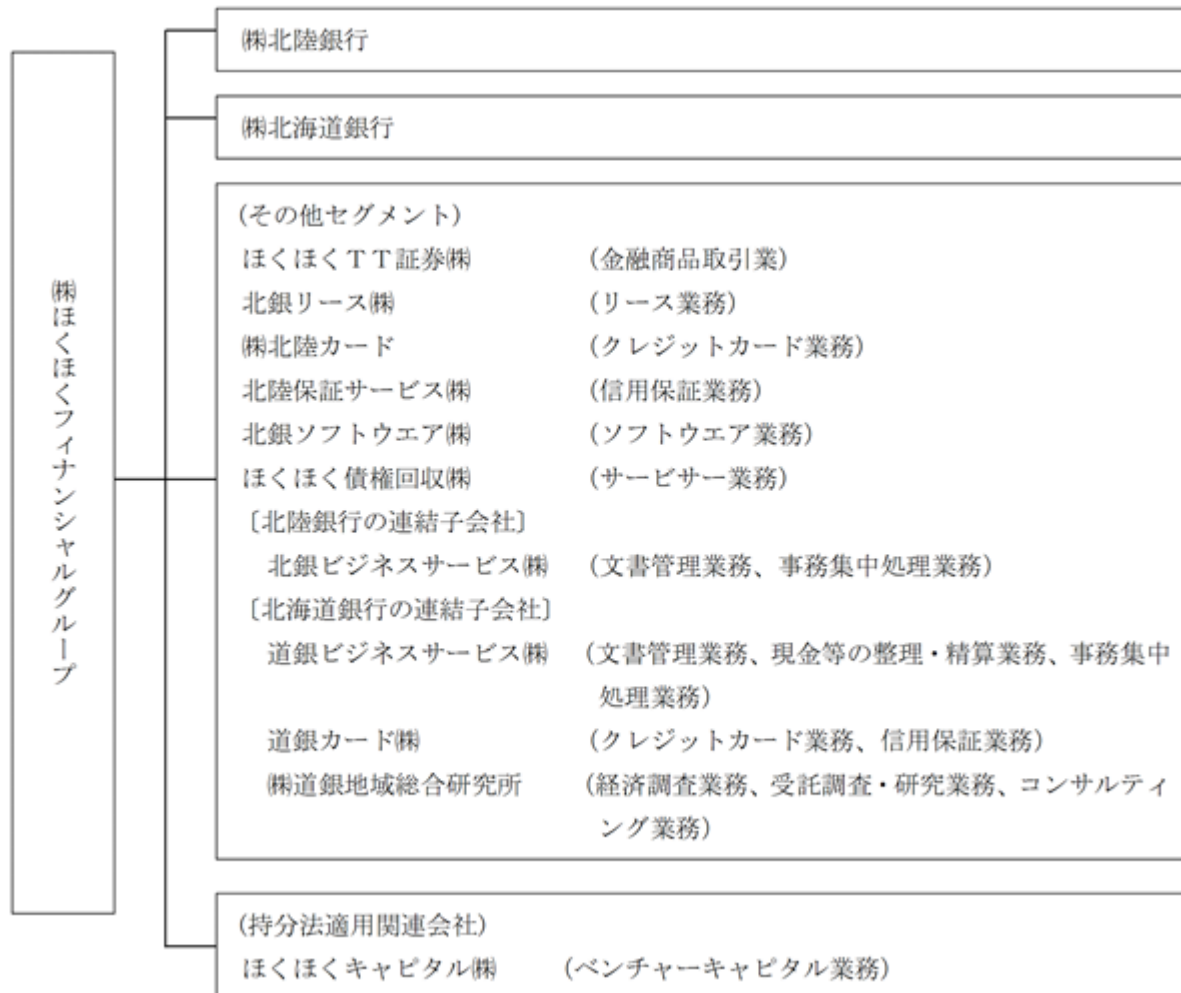 ㈱ほくほくフィナンシャルグループ
㈱北陸銀行
㈱北海道銀行
(その他セグメント)
ほくほくＴＴ証券㈱ (金融商品取引業)
北銀リース㈱ (リース業務)
㈱北陸カード (クレジットカード業務)
北陸保証サービス㈱ (信用保証業務)
北銀ソフトウエア㈱ (ソフトウエア業務)
ほくほく債権回収㈱ (サービサー業務)
〔北陸銀行の連結子会社〕
北銀ビジネスサービス㈱ (文書管理業務、事務集中処理業務)
〔北海道銀行の連結子会社〕
道銀ビジネスサービス㈱ (文書管理業務、現金等の整理・精算業務、事務集中
処理業務)
道銀カード㈱ (クレジットカード業務、信用保証業務)
㈱道銀地域総合研究所 (経済調査業務、受託調査・研究業務、コンサルティ
ング業務)
(持分法適用関連会社)
ほくほくキャピタル㈱ (ベンチャーキャピタル業務)